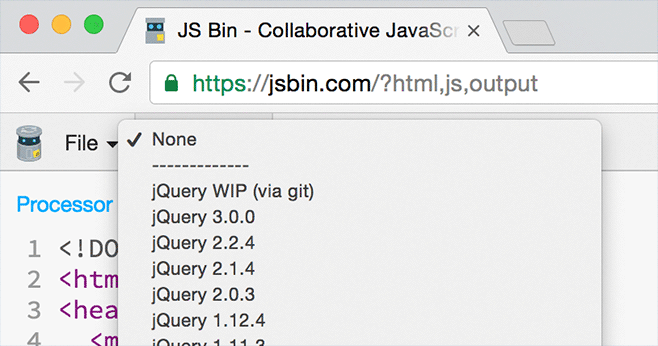 JS Bin - Collaborative JavaScr
https://jsbin.com/?html,js,output
File
None
-------------
jQuery WIP (via git)
jQuery 3.0.0
jQuery 2.2.4
jQuery 2.1.4
jQuery 2.0.3
jQuery 1.12.4
jQuery 1.11.3
Processor
1 <!DO
2 <htm
3 <hea
4 <m